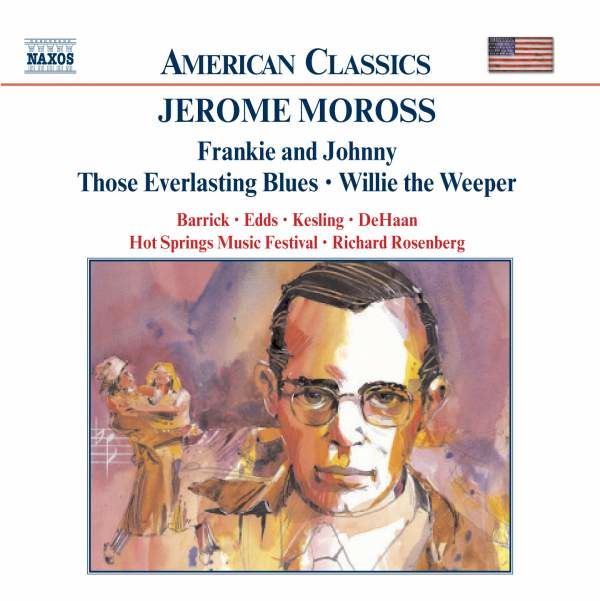 NAXOS
AMERICAN CLASSICS
JEROME MOROSS
Frankie and Johnny
Those Everlasting Blues • Willie the Weeper
Barrick • Edds • Kesling • DeHaan
Hot Springs Music Festival • Richard Rosenberg